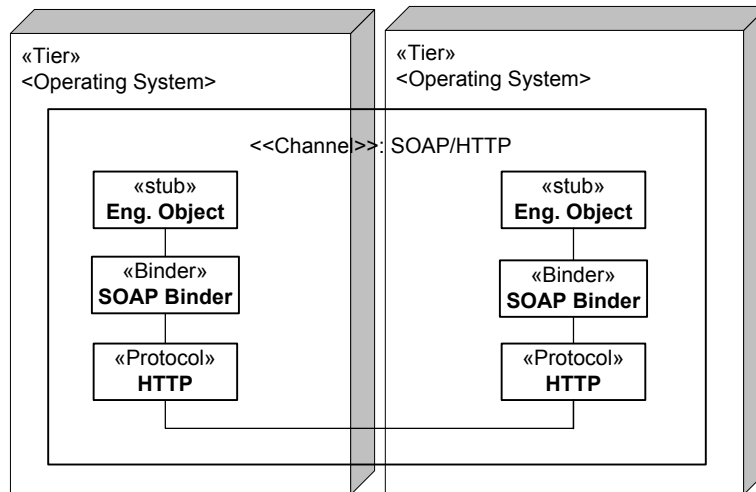 «Tier»
<Operating System>
«Tier»
<Operating System>
<<Channel>>: SOAP/HTTP
«stub»
Eng. Object
«Binder»
SOAP Binder
«Protocol»
HTTP
«stub»
Eng. Object
«Binder»
SOAP Binder
«Protocol»
HTTP